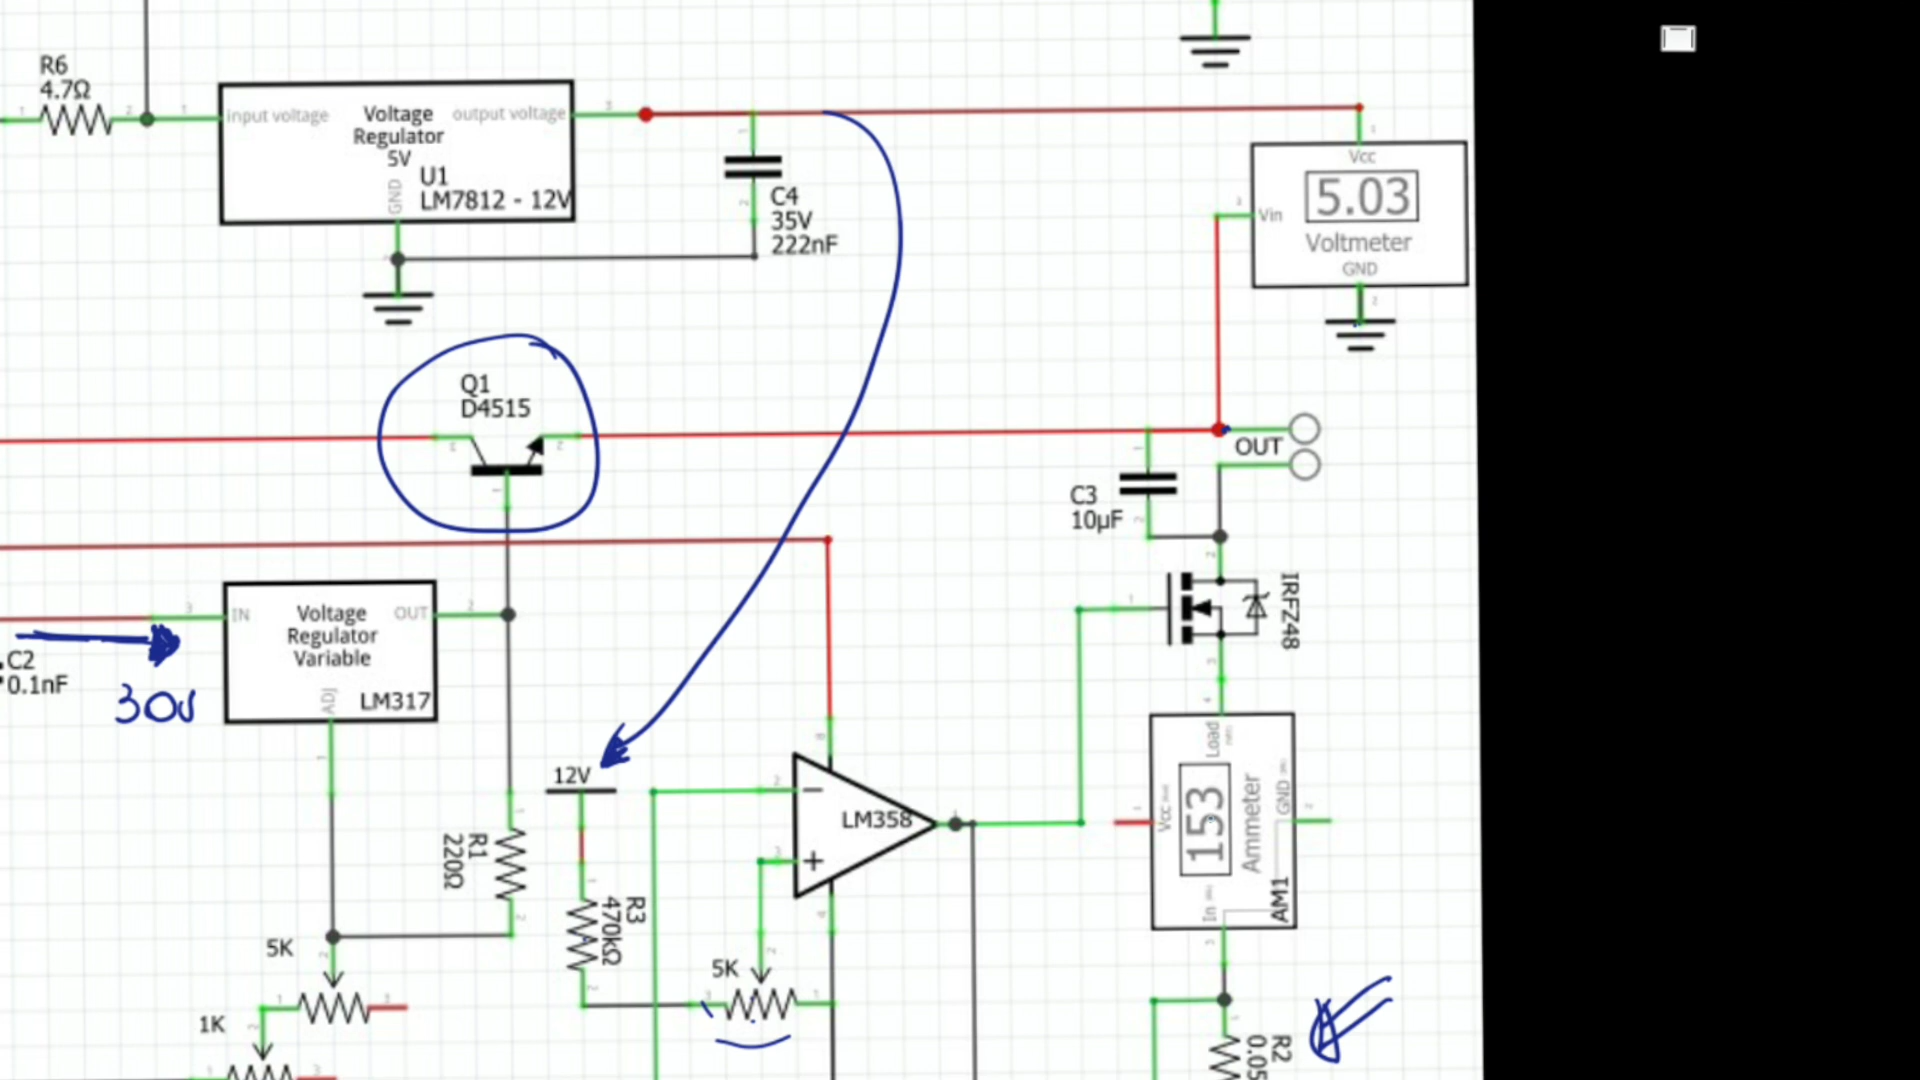 R6
4.7Ω
input voltage
Voltage
Regulator
5V
output voltage
GND
U1
LM7812 - 12V
C4
35V
222nF
Vcc
5.03
Vin
Voltmeter
GND
Q1
D4515
OUT
C3
10µF
IRFZ48
IN
Voltage
Regulator
Variable
OUT
ADJ
LM317
C2
0.1nF
30V
12V
R1
220Ω
R3
470kΩ
LM358
5K
5K
1K
Load
Vcc
153
Ammeter
GND
In
AM1
R2
0.05